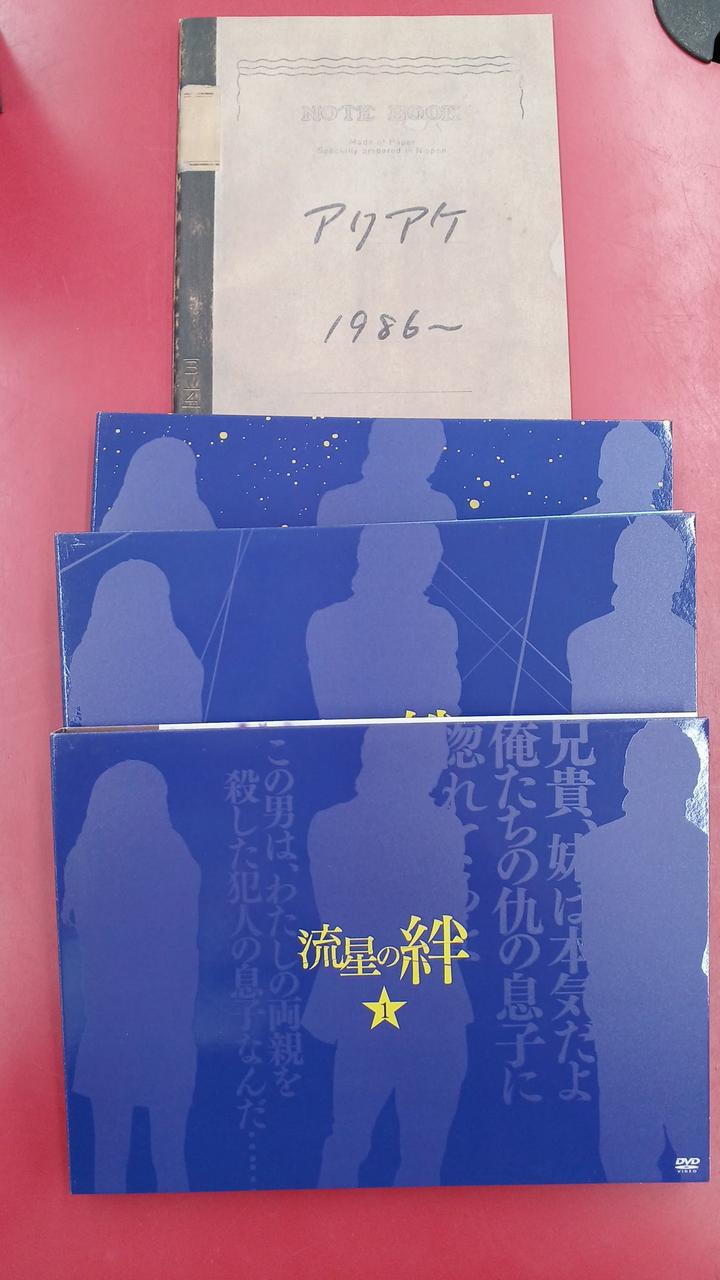 NOTE BOOK
Made of Paper
Specially prepared in Nippon
アリアケ
1986～
絆
兄貴、妹は本気だよ
俺たちの仇の息子に
惚れて
この男は、わたしの両親を
殺した犯人の息子なんだ……
流星の絆
1
DVD
VIDEO